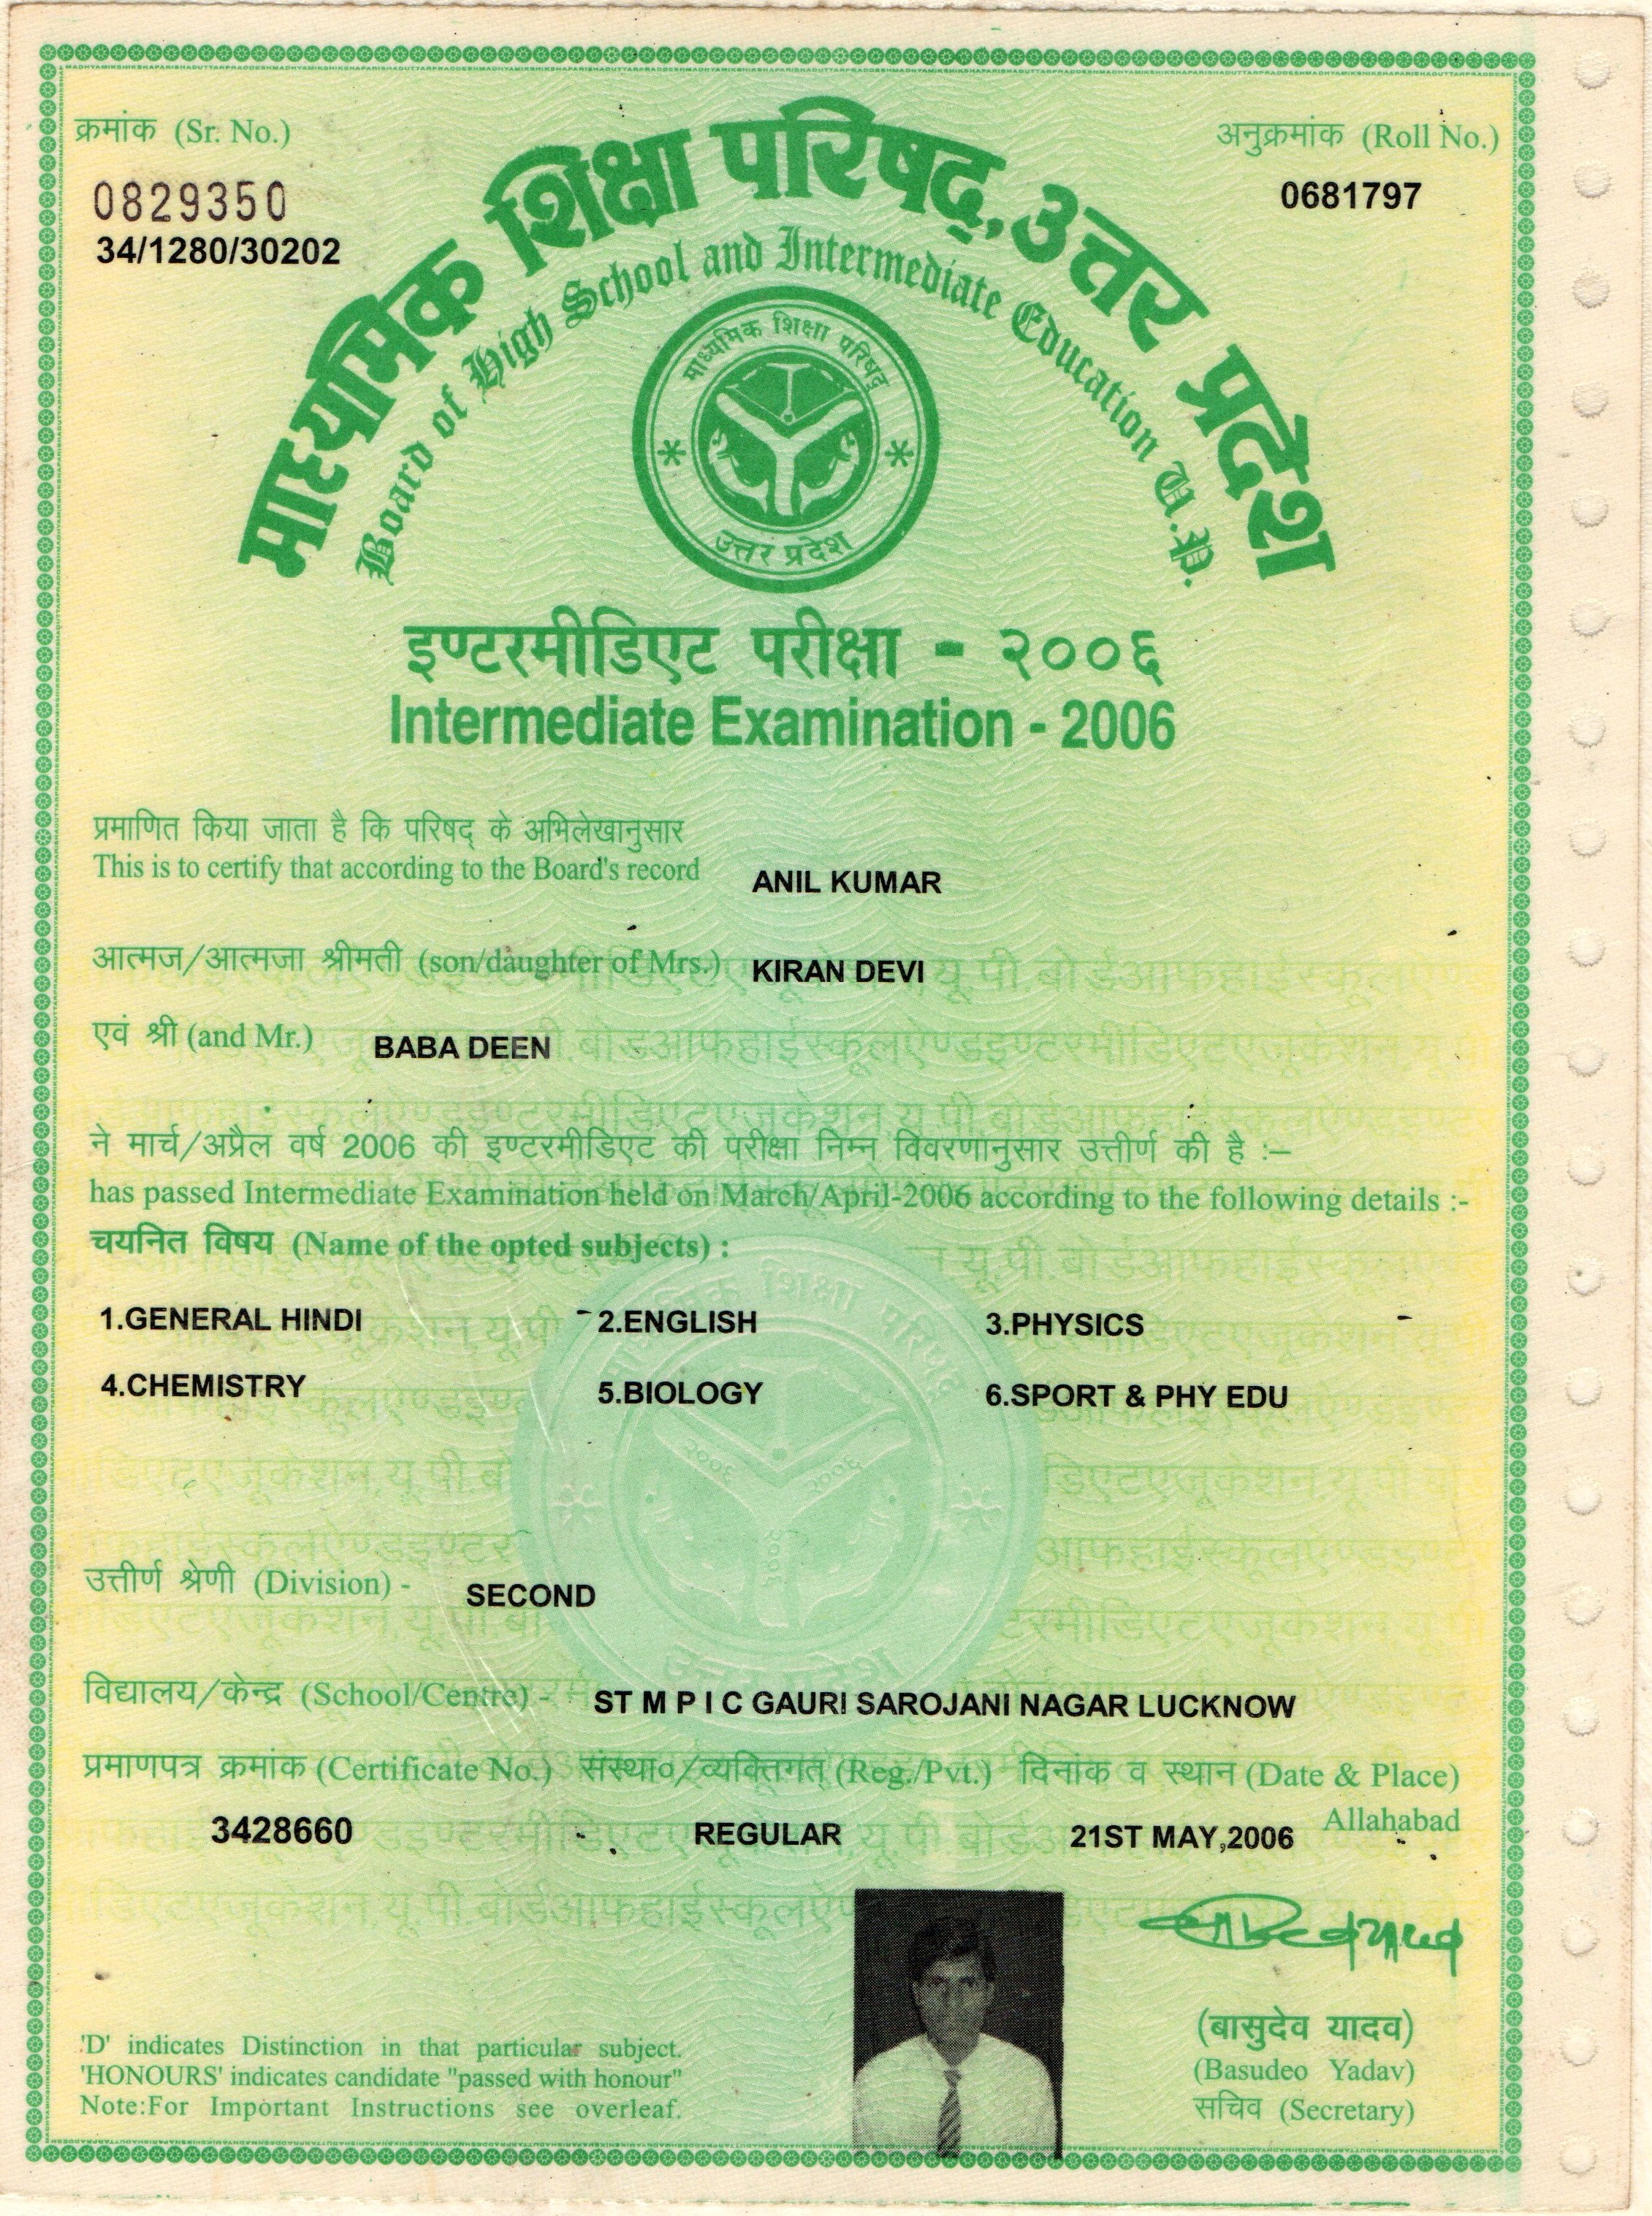 क्रमांक (Sr. No.)
अनुक्रमांक (Roll No.)
0829350
0681797
34/1280/30202
माध्यमिक शिक्षा परिषद्, उत्तर प्रदेश
Board of High School and Intermediate Education U.P.
माध्यमिक शिक्षा परिषद्
उत्तर प्रदेश
इण्टरमीडिएट परीक्षा - २००६
Intermediate Examination - 2006
प्रमाणित किया जाता है कि परिषद् के अभिलेखानुसार
This is to certify that according to the Board's record ANIL KUMAR
आत्मज/आत्मजा श्रीमती (son/daughter of Mrs.) KIRAN DEVI
एवं श्री (and Mr.) BABA DEEN
ने मार्च/अप्रैल वर्ष 2006 की इण्टरमीडिएट की परीक्षा निम्न विवरणानुसार उत्तीर्ण की है :–
has passed Intermediate Examination held on March/April-2006 according to the following details :-
चयनित विषय (Name of the opted subjects) :
1.GENERAL HINDI 2.ENGLISH 3.PHYSICS
4.CHEMISTRY 5.BIOLOGY 6.SPORT & PHY EDU
उत्तीर्ण श्रेणी (Division) - SECOND
विद्यालय/केन्द्र (School/Centre) - ST M P I C GAURI SAROJANI NAGAR LUCKNOW
प्रमाणपत्र क्रमांक (Certificate No.) संस्था०/व्यक्तिगत् (Reg./Pvt.) दिनांक व स्थान (Date & Place)
3428660 REGULAR 21ST MAY,2006 Allahabad
(बासुदेव यादव)
(Basudeo Yadav)
सचिव (Secretary)
'D' indicates Distinction in that particular subject.
'HONOURS' indicates candidate "passed with honour"
Note:For Important Instructions see overleaf.